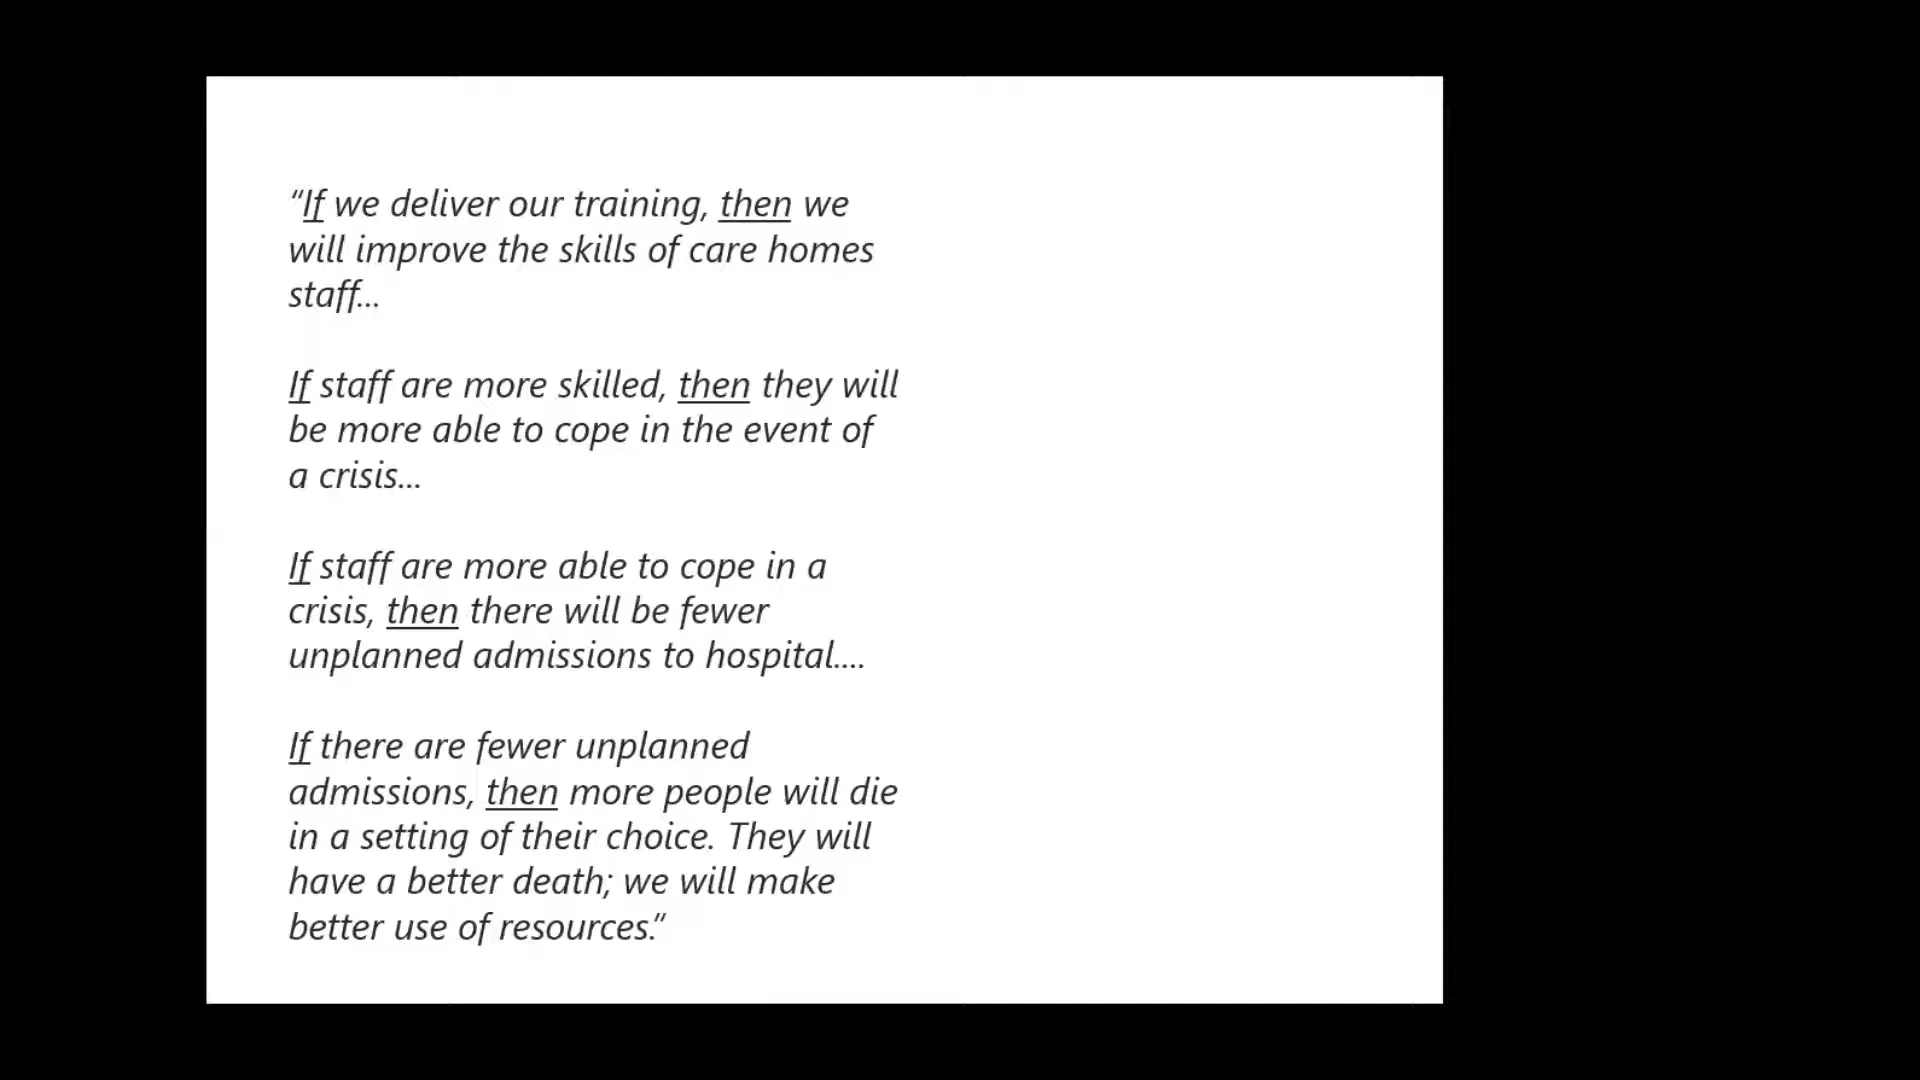 “If we deliver our training, then we
will improve the skills of care homes
staff...
If staff are more skilled, then they will
be more able to cope in the event of
a crisis...
If staff are more able to cope in a
crisis, then there will be fewer
unplanned admissions to hospital....
If there are fewer unplanned
admissions, then more people will die
in a setting of their choice. They will
have a better death; we will make
better use of resources.”